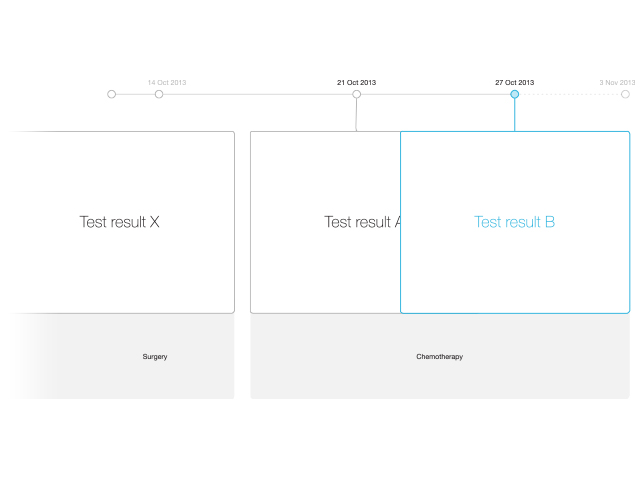 14 Oct 2013
21 Oct 2013
27 Oct 2013
3 Nov 2013
Test result X
Test result A
Test result B
Surgery
Chemotherapy